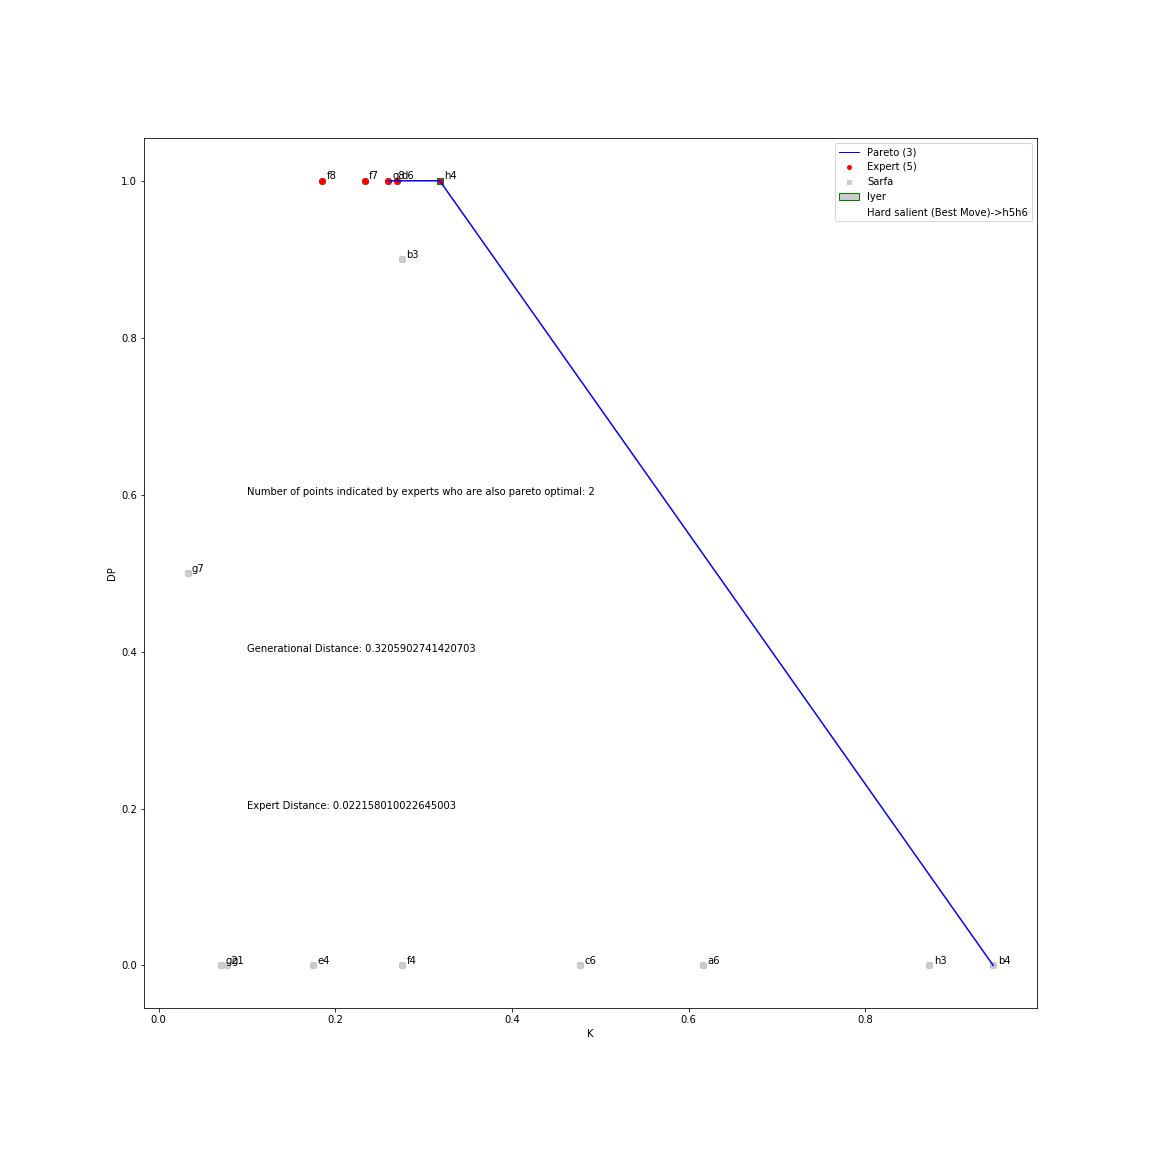 Pareto (3)
Expert (5)
Sarfa
Iyer
Hard salient (Best Move)->h5h6
1.0
f8
f7
h4
b3
0.8
0.6
Number of points indicated by experts who are also pareto optimal: 2
DP
g7
0.4
Generational Distance: 0.3205902741420703
0.2
Expert Distance: 0.022158010022645003
0.0
e4
f4
c6
a6
h3
b4
0.0
0.2
0.4
0.6
0.8
K